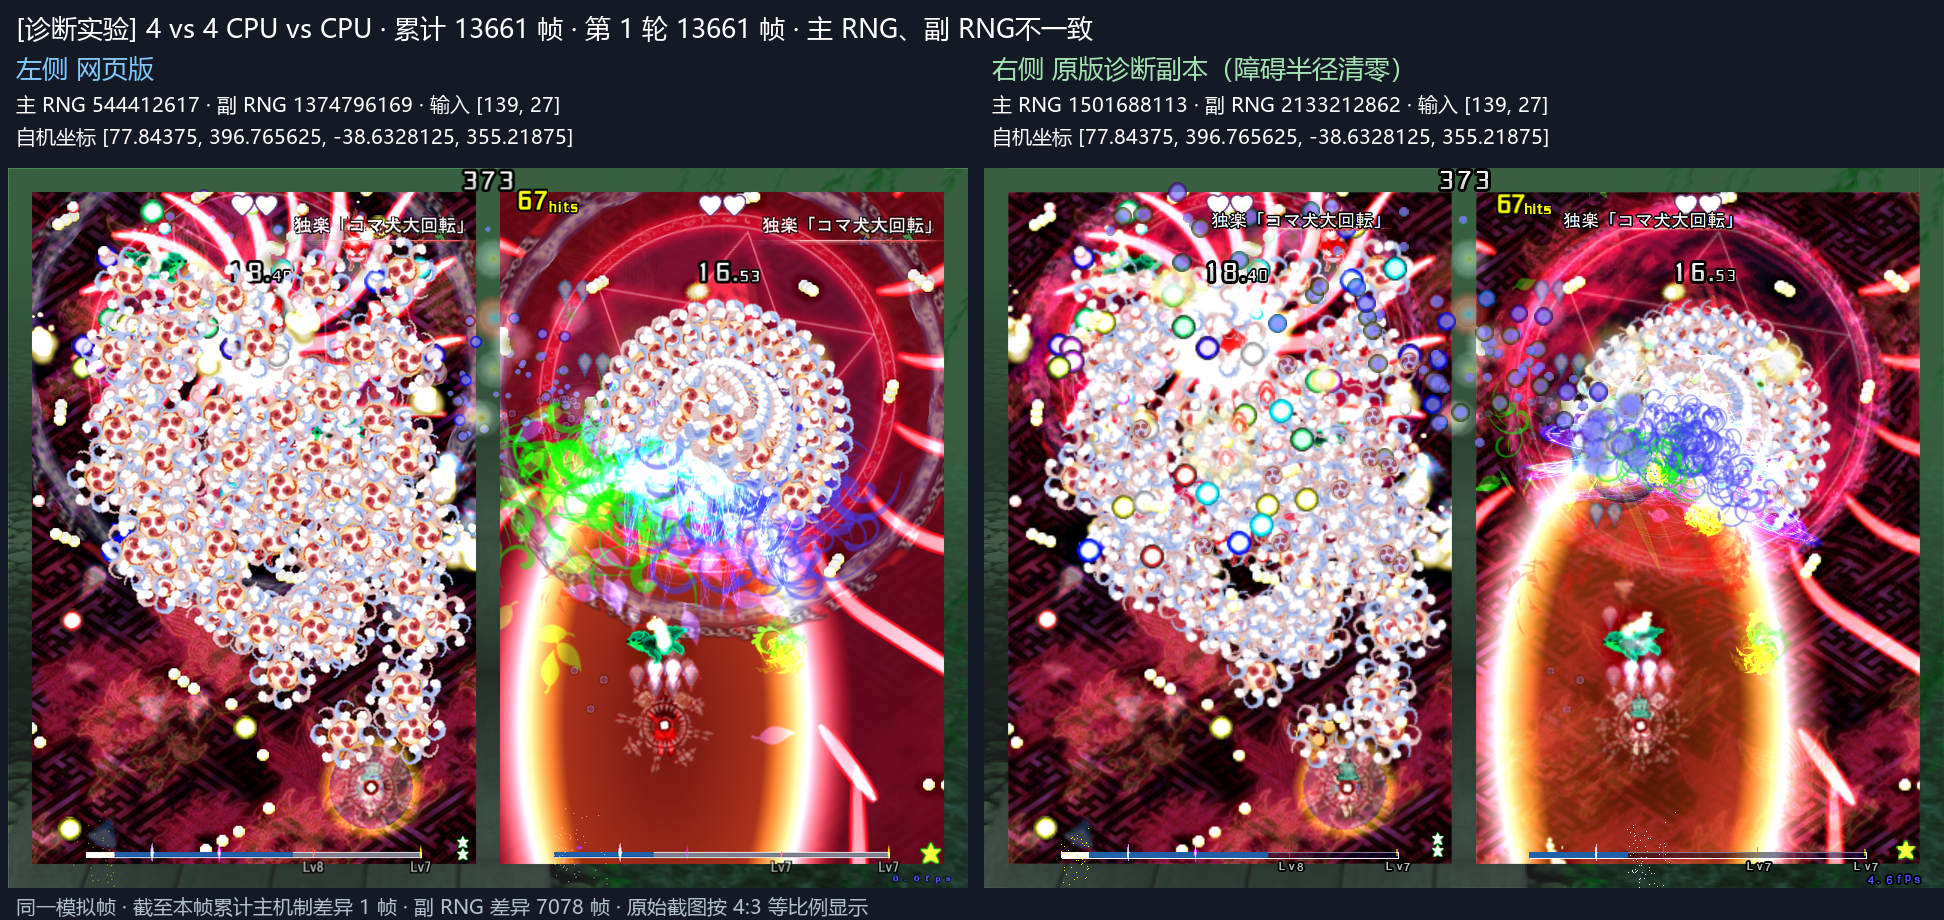 [诊断实验] 4 vs 4 CPU vs CPU · 累计 13661 帧 · 第 1 轮 13661 帧 · 主 RNG、副 RNG不一致
左侧 网页版
主 RNG 544412617 · 副 RNG 1374796169 · 输入 [139, 27]
自机坐标 [77.84375, 396.765625, -38.6328125, 355.21875]
373
67hits
独楽「コマ犬大回転」
独楽「コマ犬大回転」
18.40
16.53
Lv8
Lv7
Lv7
Lv7
0.0fps
右侧 原版诊断副本（障碍半径清零）
主 RNG 1501688113 · 副 RNG 2133212862 · 输入 [139, 27]
自机坐标 [77.84375, 396.765625, -38.6328125, 355.21875]
373
67hits
独楽「コマ犬大回転」
独楽「コマ犬大回転」
18.40
16.53
Lv8
Lv7
Lv7
Lv7
4.6fps
同一模拟帧 · 截至本帧累计主机制差异 1 帧 · 副 RNG 差异 7078 帧 · 原始截图按 4:3 等比例显示